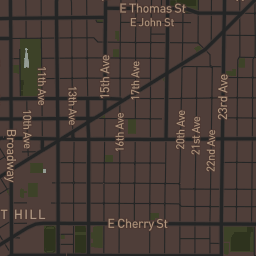 E Thomas St
E John St
11th Ave
15th Ave
17th Ave
13th Ave
23rd Ave
10th Ave
16th Ave
20th Ave
21st Ave
22nd Ave
Broadway
T HILL
E Cherry St